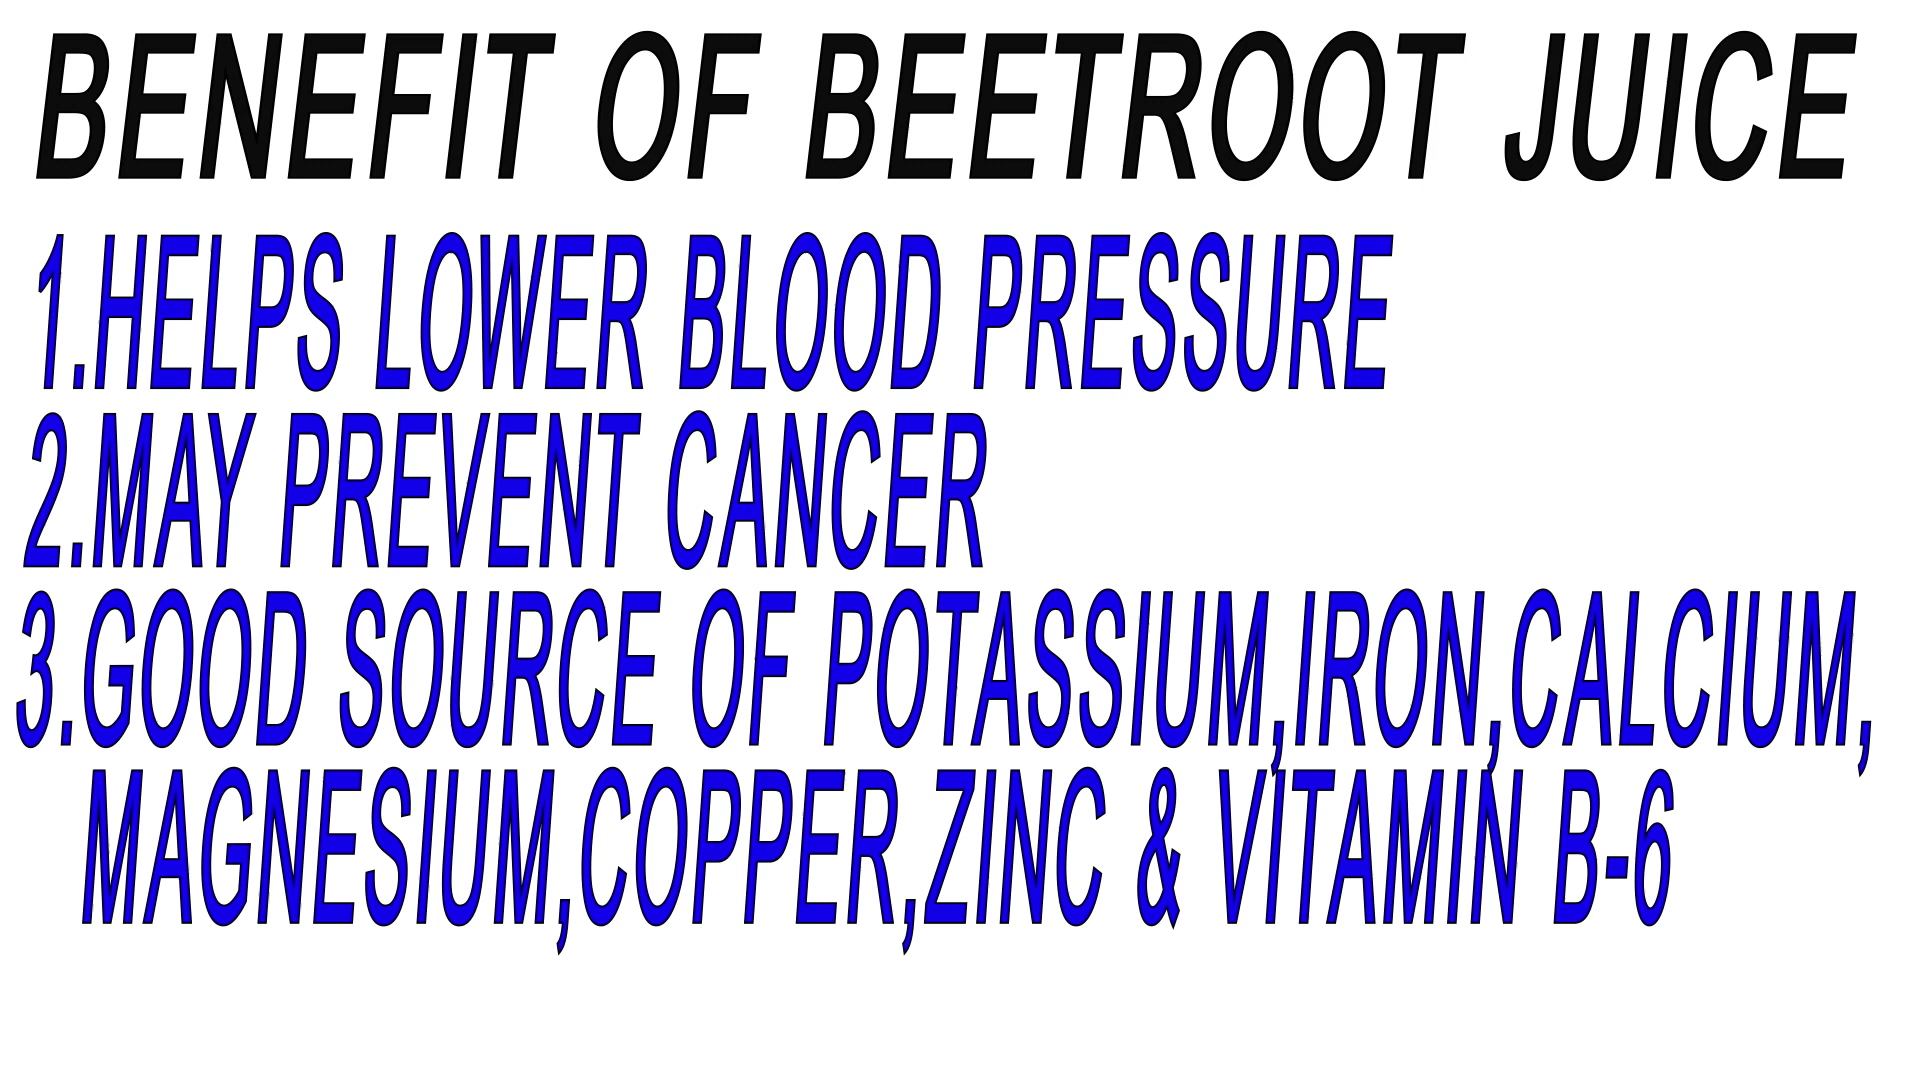 BENEFIT OF BEETROOT JUICE
1.HELPS LOWER BLOOD PRESSURE
2.MAY PREVENT CANCER
3.GOOD SOURCE OF POTASSIUM,IRON,CALCIUM,
MAGNESIUM,COPPER,ZINC & VITAMIN B-6